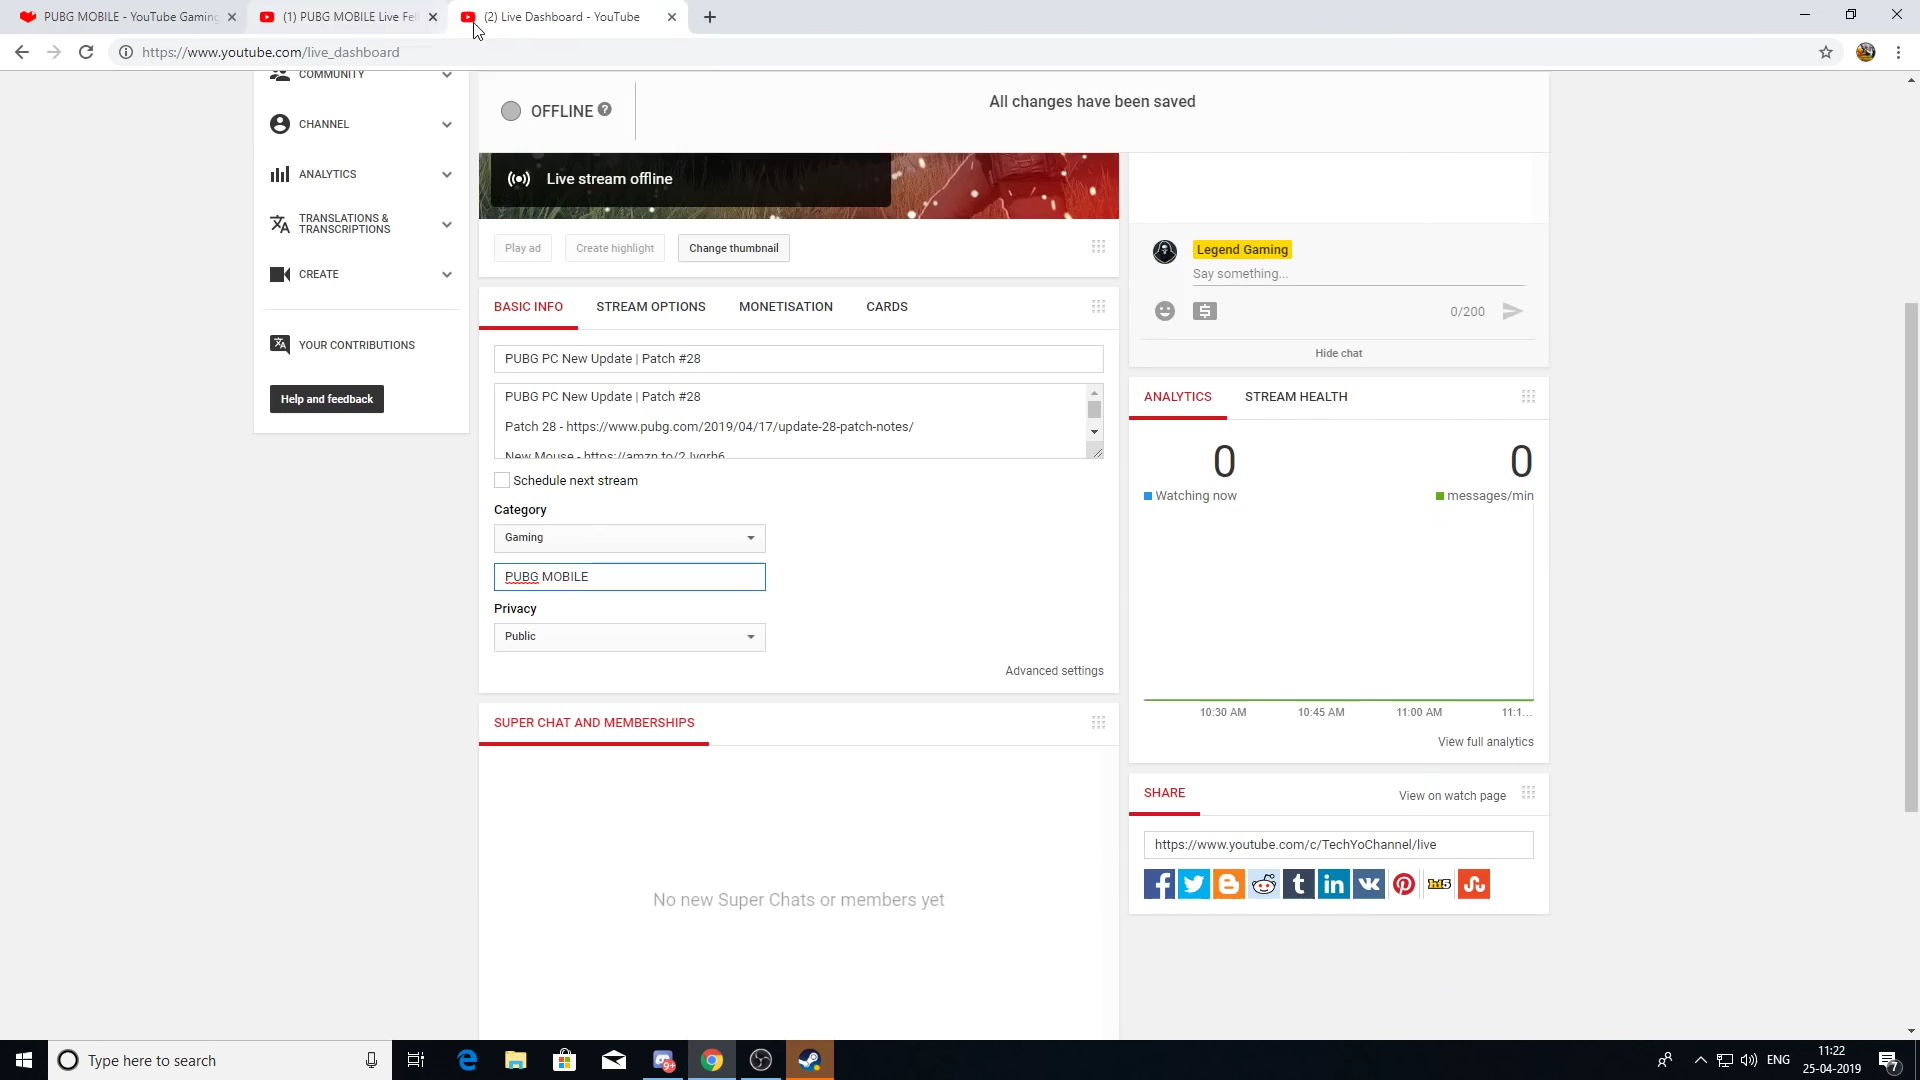 PUBG MOBILE - YouTube Gaming
(1) PUBG MOBILE Live Fel
(2) Live Dashboard - YouTube
https://www.youtube.com/live_dashboard
COMMUNITY
CHANNEL
ANALYTICS
TRANSLATIONS &
TRANSCRIPTIONS
CREATE
YOUR CONTRIBUTIONS
Help and feedback
OFFLINE ?
All changes have been saved
Live stream offline
Play ad
Create highlight
Change thumbnail
BASIC INFO
STREAM OPTIONS
MONETISATION
CARDS
PUBG PC New Update | Patch #28
PUBG PC New Update | Patch #28
Patch 28 - https://www.pubg.com/2019/04/17/update-28-patch-notes/
New Mouse - https://amzn.to/2Jvgrh6
Schedule next stream
Category
Gaming
PUBG MOBILE
Privacy
Public
Advanced settings
SUPER CHAT AND MEMBERSHIPS
No new Super Chats or members yet
Legend Gaming
Say something...
0/200
Hide chat
ANALYTICS
STREAM HEALTH
0
0
Watching now
messages/min
10:30 AM
10:45 AM
11:00 AM
11:1...
View full analytics
SHARE
View on watch page
https://www.youtube.com/c/TechYoChannel/live
hi5
Type here to search
9+
ENG
11:22
25-04-2019
7